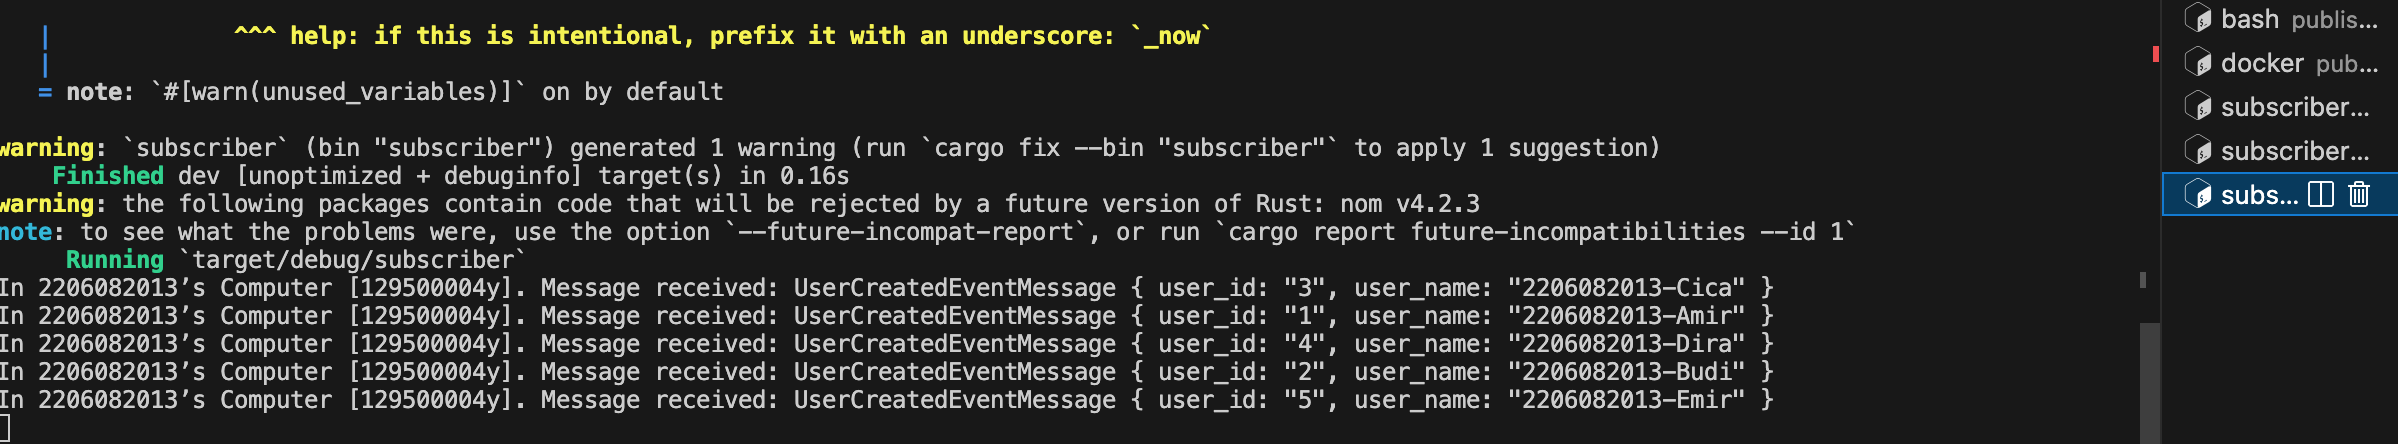 ^^^ help: if this is intentional, prefix it with an underscore: `_now`
= note: `#[warn(unused_variables)]` on by default
warning: `subscriber` (bin "subscriber") generated 1 warning (run `cargo fix --bin "subscriber"` to apply 1 suggestion)
Finished dev [unoptimized + debuginfo] target(s) in 0.16s
warning: the following packages contain code that will be rejected by a future version of Rust: nom v4.2.3
note: to see what the problems were, use the option `--future-incompat-report`, or run `cargo report future-incompatibilities --id 1`
Running `target/debug/subscriber`
In 2206082013’s Computer [129500004y]. Message received: UserCreatedEventMessage { user_id: "3", user_name: "2206082013-Cica" }
In 2206082013’s Computer [129500004y]. Message received: UserCreatedEventMessage { user_id: "1", user_name: "2206082013-Amir" }
In 2206082013’s Computer [129500004y]. Message received: UserCreatedEventMessage { user_id: "4", user_name: "2206082013-Dira" }
In 2206082013’s Computer [129500004y]. Message received: UserCreatedEventMessage { user_id: "2", user_name: "2206082013-Budi" }
In 2206082013’s Computer [129500004y]. Message received: UserCreatedEventMessage { user_id: "5", user_name: "2206082013-Emir" }
bash publis...
docker pub...
subscriber...
subscriber...
subs...